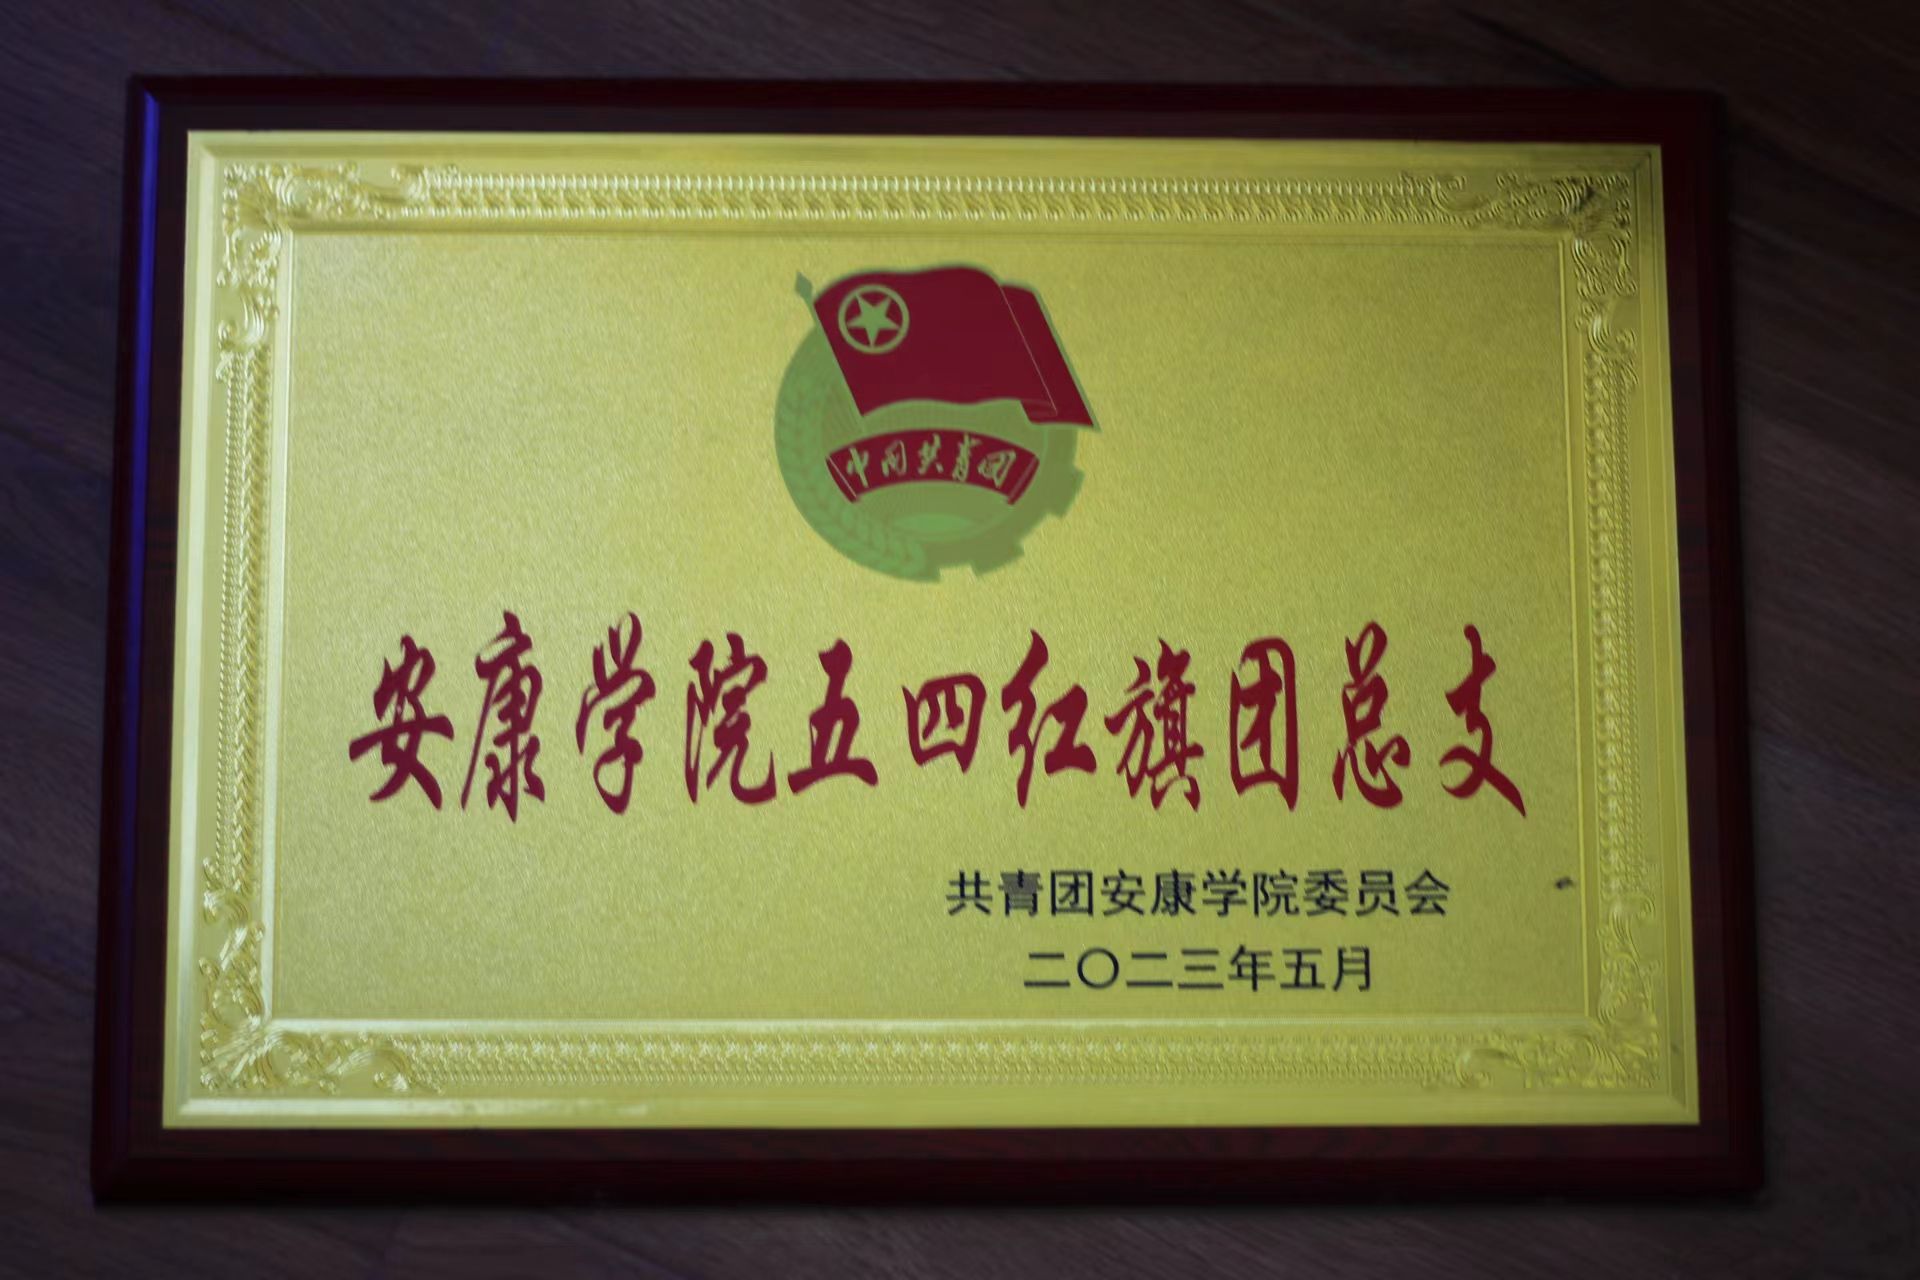 中国共青团
安康学院五四红旗团总支
共青团安康学院委员会
二〇二三年五月